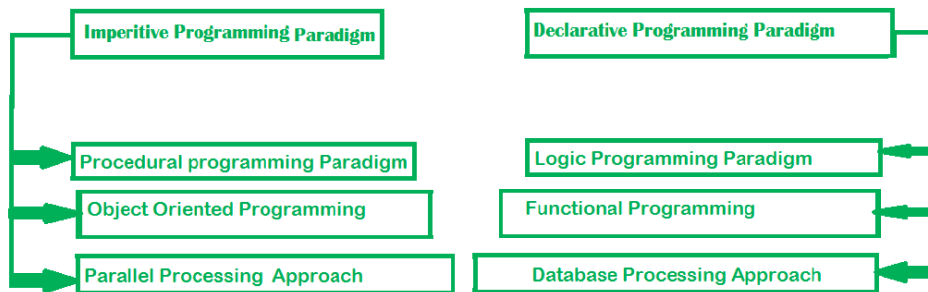 Imperitive Programming Paradigm
Declarative Programming Paradigm
Procedural programming Paradigm
Logic Programming Paradigm
Object Oriented Programming
Functional Programming
Parallel Processing Approach
Database Processing Approach